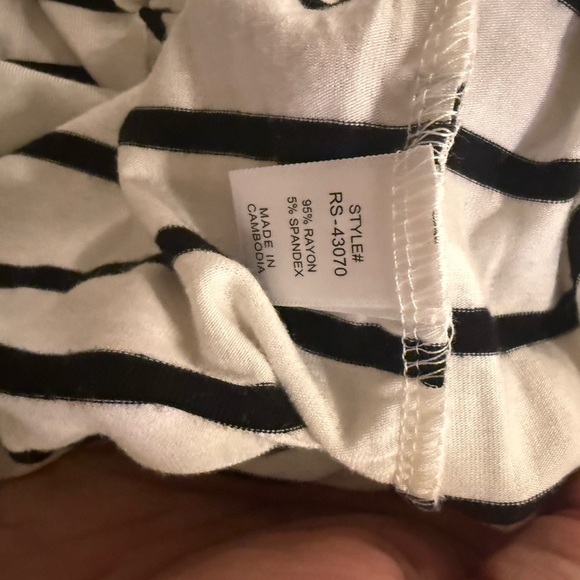 STYLE#
RS-43070
95% RAYON
5% SPANDEX
MADE IN
CAMBODIA